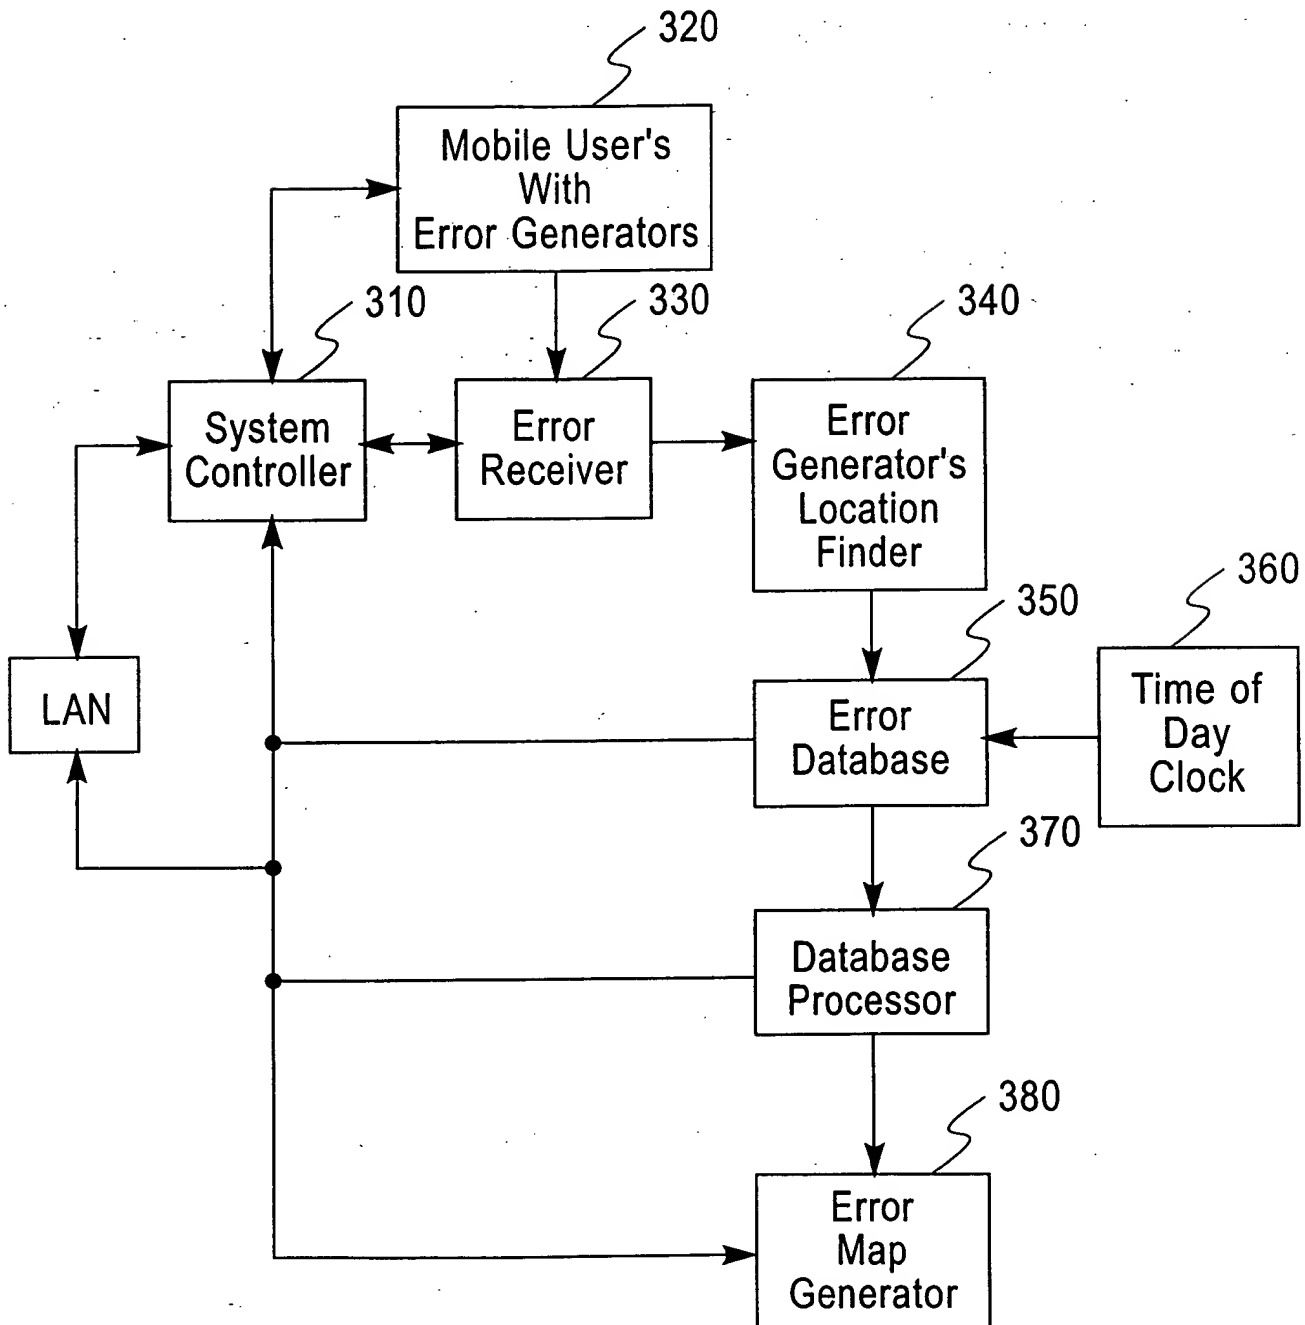 320
Mobile User's
With
Error Generators
310
330
340
System
Controller
Error
Receiver
Error
Generator's
Location
Finder
350
360
LAN
Error
Database
Time of
Day
Clock
370
Database
Processor
380
Error
Map
Generator